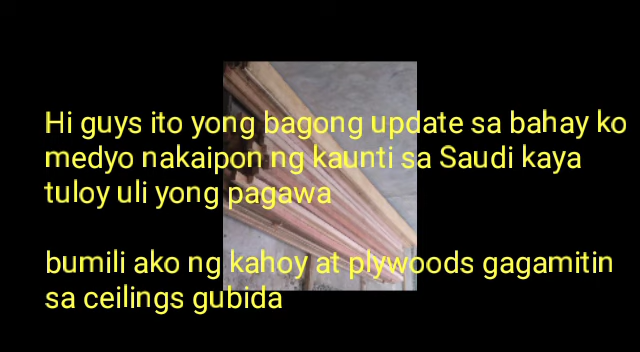 Hi guys ito yong bagong update sa bahay ko
medyo nakaipon ng kaunti sa Saudi kaya
tuloy uli yong pagawa
bumili ako ng kahoy at plywoods gagamitin
sa ceilings gubida